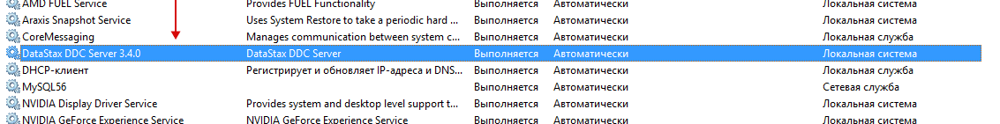 AMD FUEL Service Provides FUEL Functionality Выполняется Автоматически Локальная система
Araxis Snapshot Service Uses System Restore to take a periodic hard ... Выполняется Автоматически Локальная система
CoreMessaging Manages communication between system c... Выполняется Автоматически Локальная служба
DataStax DDC Server 3.4.0 DataStax DDC Server Выполняется Автоматически Локальная система
DHCP-клиент Регистрирует и обновляет IP-адреса и DNS... Выполняется Автоматически Локальная служба
MySQL56 Выполняется Автоматически Сетевая служба
NVIDIA Display Driver Service Provides system and desktop level support t... Выполняется Автоматически Локальная система
NVIDIA GeForce Experience Service NVIDIA GeForce Experience Service Выполняется Автоматически Локальная система